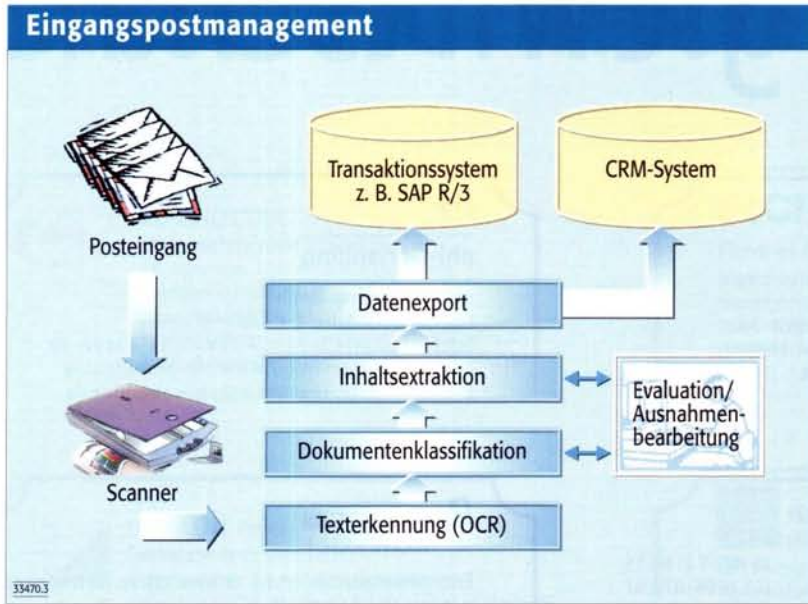 Eingangspostmanagement
Posteingang
Scanner
Transaktionssystem
z. B. SAP R/3
CRM-System
Datenexport
Inhaltsextraktion
Dokumentenklassifikation
Texterkennung (OCR)
Evaluation/
Ausnahmen-
bearbeitung
33470.3